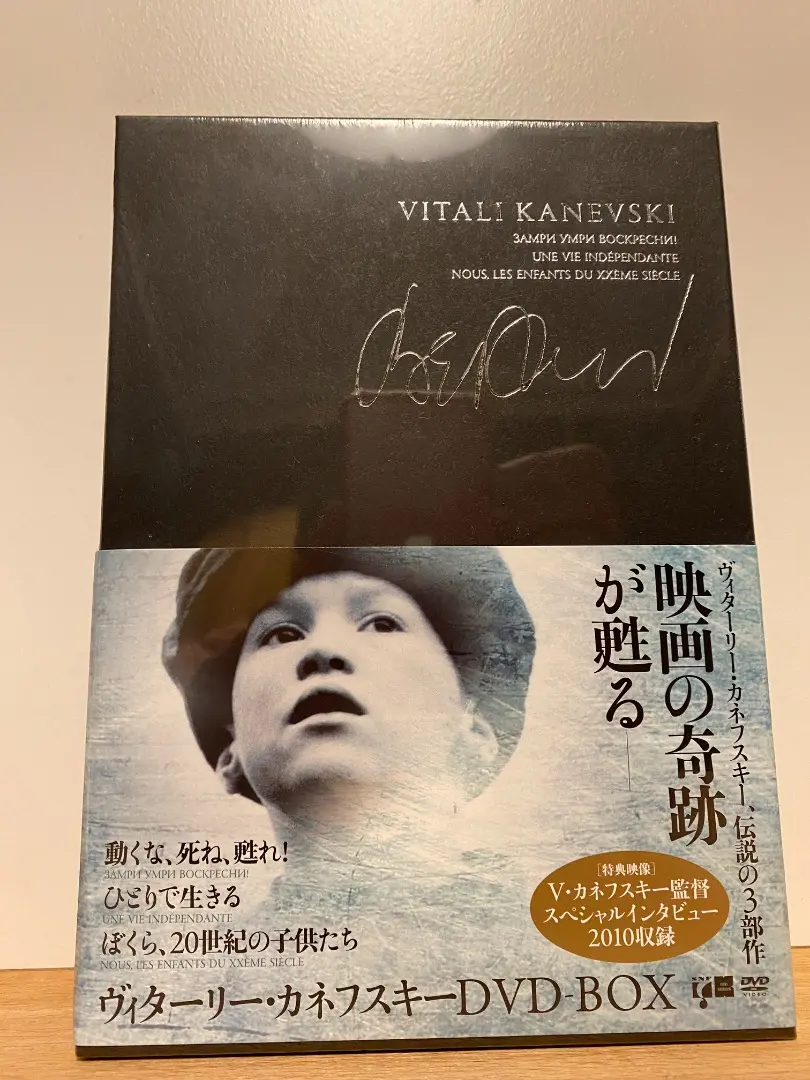 VITALI KANEVSKI
ЗАМРИ УМРИ ВОСКРЕСНИ!
UNE VIE INDÉPENDANTE
NOUS, LES ENFANTS DU XXÈME SIÈCLE
ヴィターリー・カネフスキー、伝説の3部作
映画の奇跡
が甦る——
動くな、死ね、甦れ!
ЗАМРИ УМРИ ВОСКРЕСНИ!
ひとりで生きる
UNE VIE INDÉPENDANTE
ぼくら、20世紀の子供たち
NOUS, LES ENFANTS DU XXÈME SIÈCLE
[特典映像]
V・カネフスキー監督
スペシャルインタビュー
2010収録
ヴィターリー・カネフスキーDVD-BOX
DVD
VIDEO